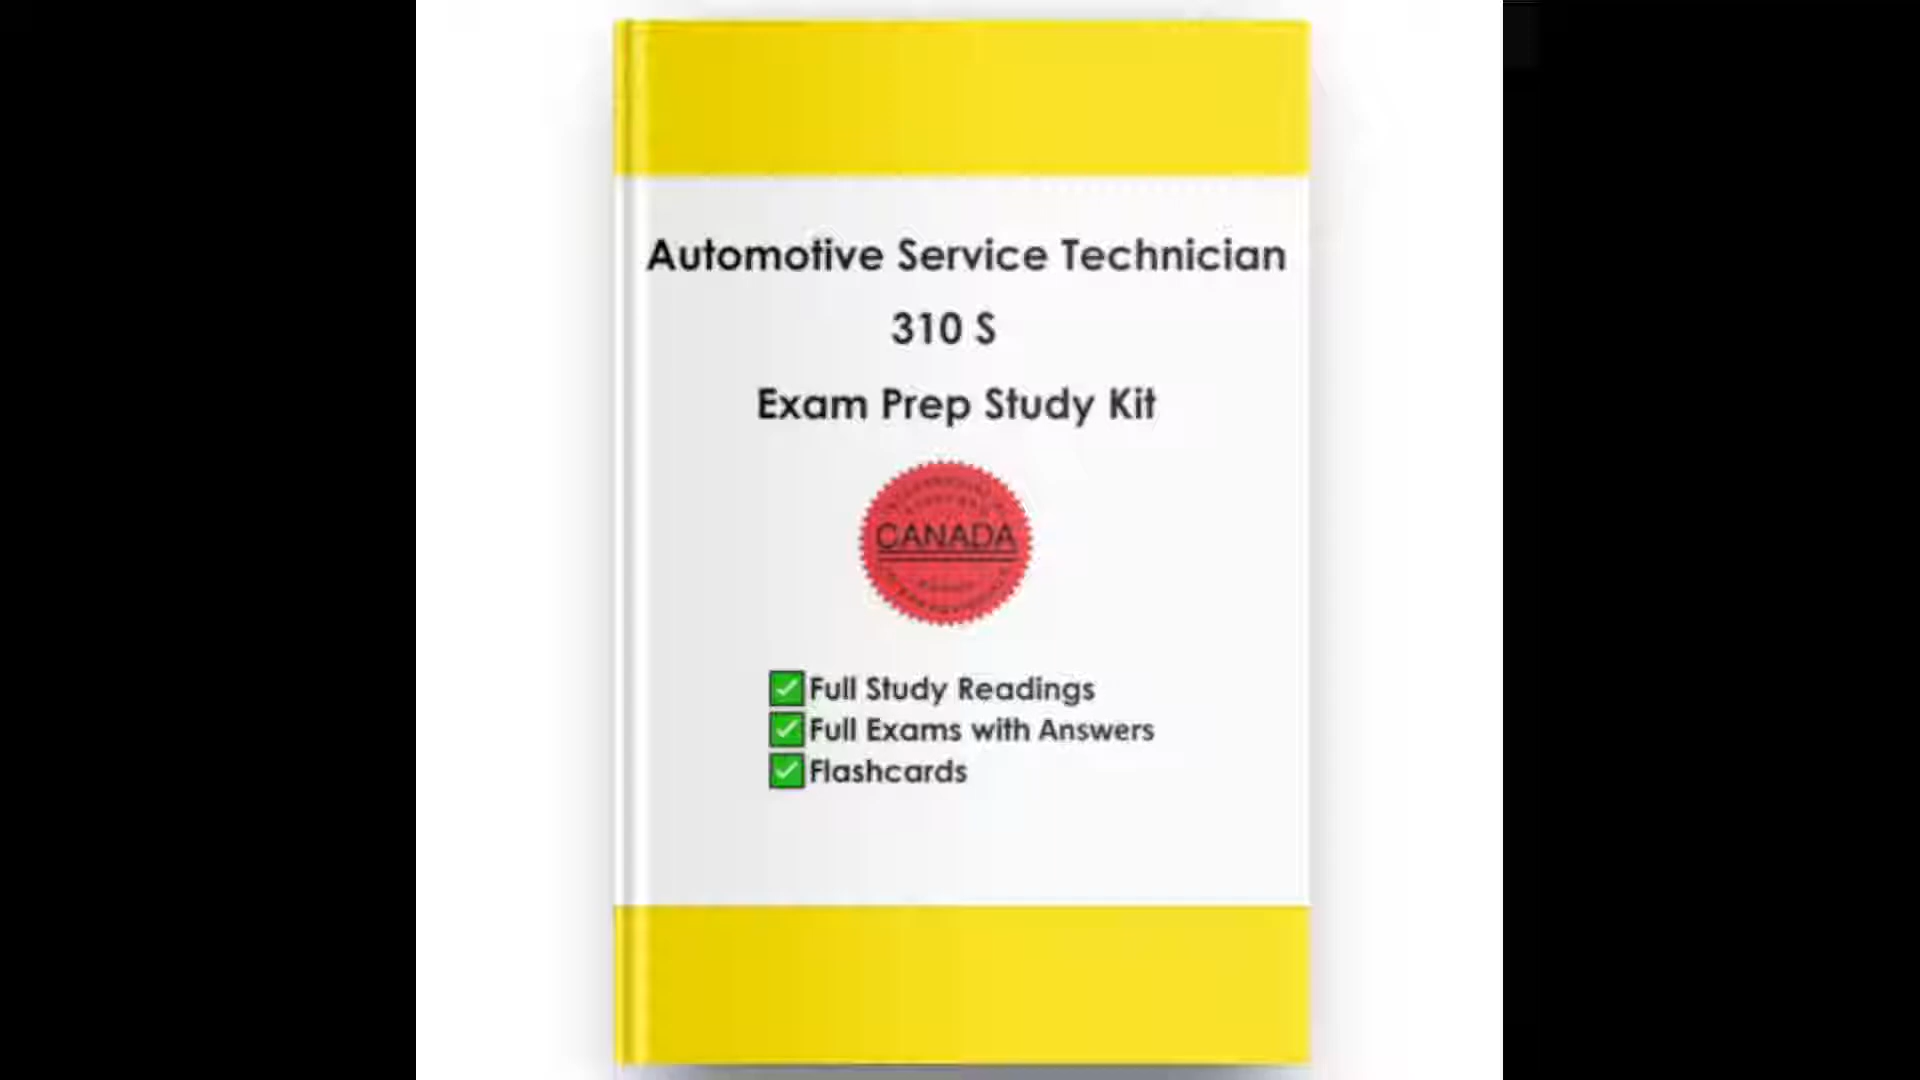 Automotive Service Technician
310 S
Exam Prep Study Kit
CANADA
Full Study Readings
Full Exams with Answers
Flashcards